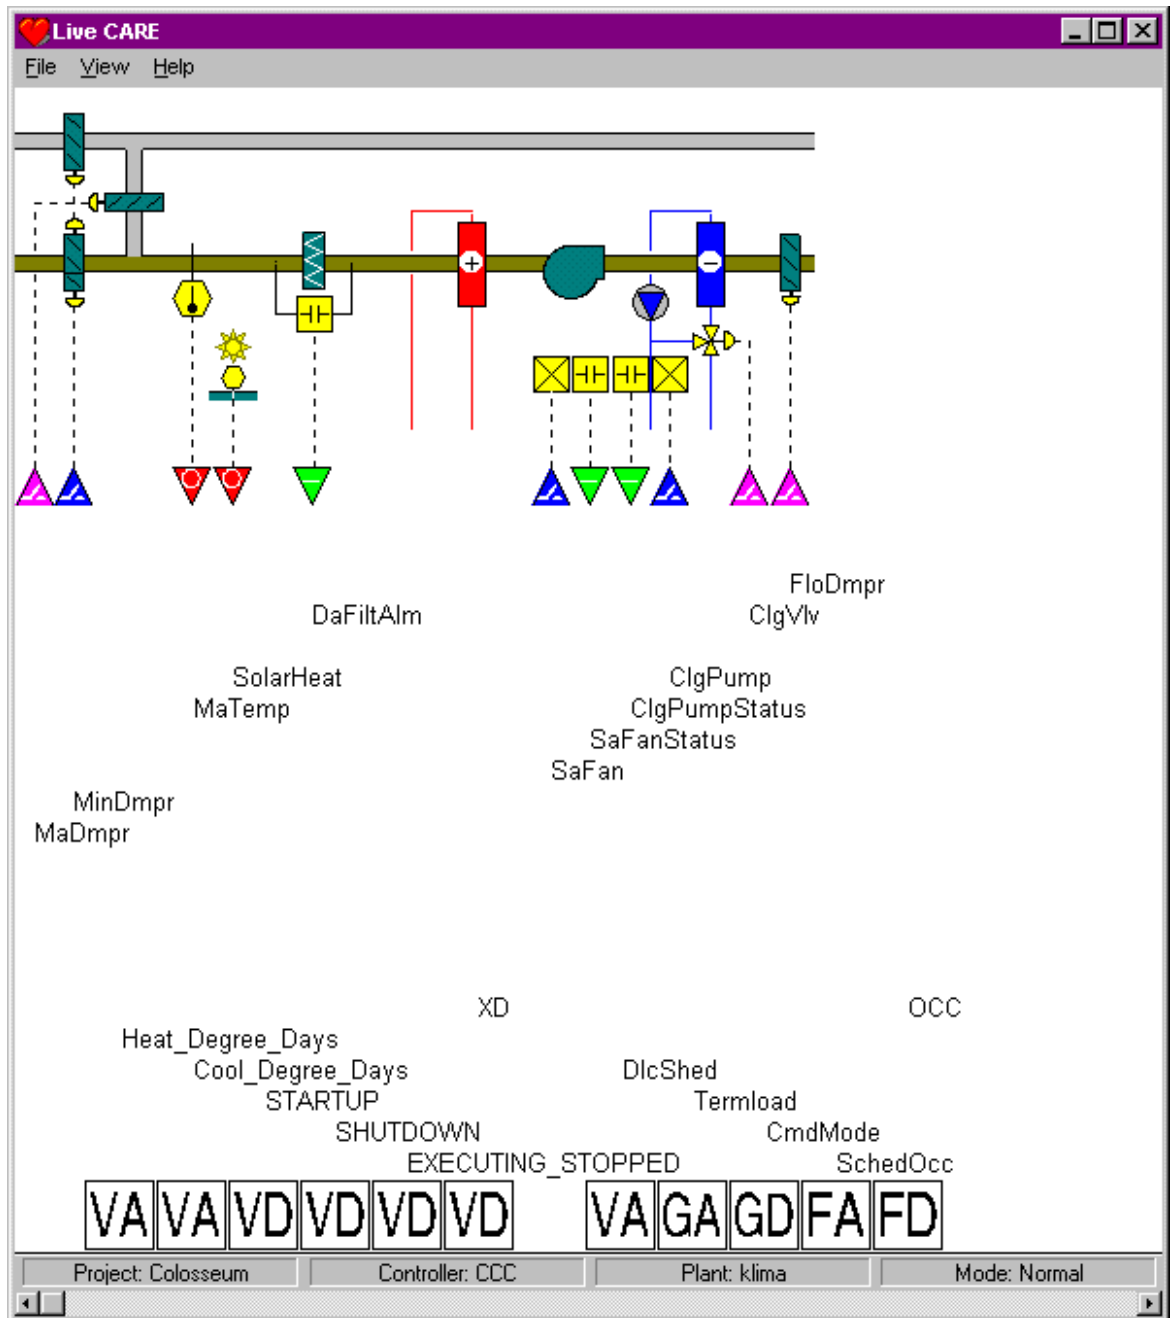 Live CARE
File View Help
FloDmpr
DaFiltAlm ClgVlv
SolarHeat ClgPump
MaTemp ClgPumpStatus
SaFanStatus
SaFan
MinDmpr
MaDmpr
XD OCC
Heat_Degree_Days
Cool_Degree_Days DlcShed
STARTUP Termload
SHUTDOWN CmdMode
EXECUTING_STOPPED SchedOcc
VA VA VD VD VD VD VA GA GD FA FD
Project: Colosseum Controller: CCC Plant: klima Mode: Normal